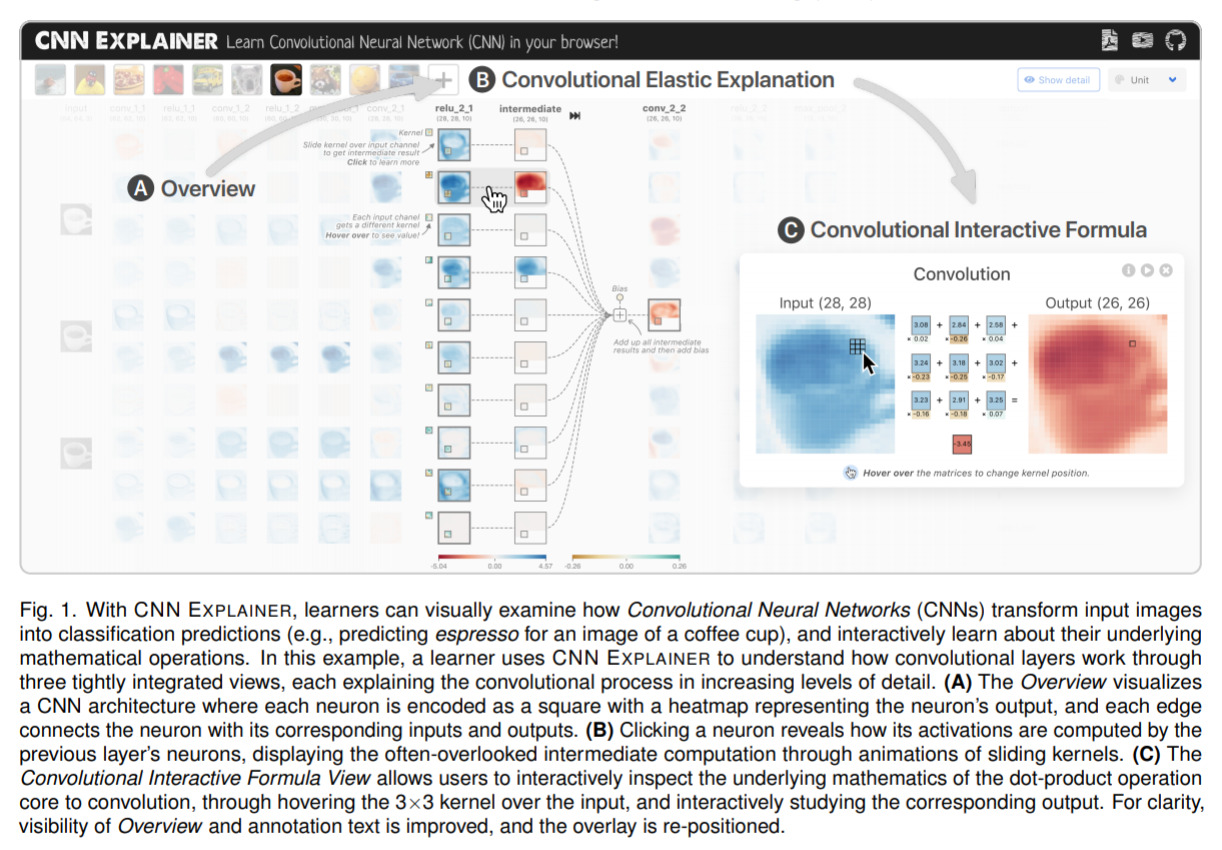 CNN EXPLAINER Learn Convolutional Neural Network (CNN) in your browser!
B Convolutional Elastic Explanation
Show detail
Unit
input conv_1_1 relu_1_1 conv_1_2 relu_1_2 conv_2_1 relu_2_1 intermediate conv_2_2
(28, 28, 10) (26, 26, 10) (26, 26, 10)
Kernel
Slide kernel over input channel
to get intermediate result
Click to learn more
A Overview
Each input chanel
gets a different kernel
Hover over to see value!
C Convolutional Interactive Formula
Convolution
Input (28, 28) Output (26, 26)
3.08 + 2.84 + 2.58 +
× 0.02 × -0.26 × 0.04
3.24 + 3.18 + 3.02 +
× -0.23 × -0.25 × -0.17
3.23 + 2.91 + 3.25 =
× -0.16 × -0.18 × 0.07
-3.45
Hover over the matrices to change kernel position.
Bias
Add up all intermediate
results and then add bias
-5.04 0.00 4.57 -0.26 0.00 0.26
Fig. 1. With CNN EXPLAINER, learners can visually examine how Convolutional Neural Networks (CNNs) transform input images
into classification predictions (e.g., predicting espresso for an image of a coffee cup), and interactively learn about their underlying
mathematical operations. In this example, a learner uses CNN EXPLAINER to understand how convolutional layers work through
three tightly integrated views, each explaining the convolutional process in increasing levels of detail. (A) The Overview visualizes
a CNN architecture where each neuron is encoded as a square with a heatmap representing the neuron's output, and each edge
connects the neuron with its corresponding inputs and outputs. (B) Clicking a neuron reveals how its activations are computed by the
previous layer's neurons, displaying the often-overlooked intermediate computation through animations of sliding kernels. (C) The
Convolutional Interactive Formula View allows users to interactively inspect the underlying mathematics of the dot-product operation
core to convolution, through hovering the 3×3 kernel over the input, and interactively studying the corresponding output. For clarity,
visibility of Overview and annotation text is improved, and the overlay is re-positioned.